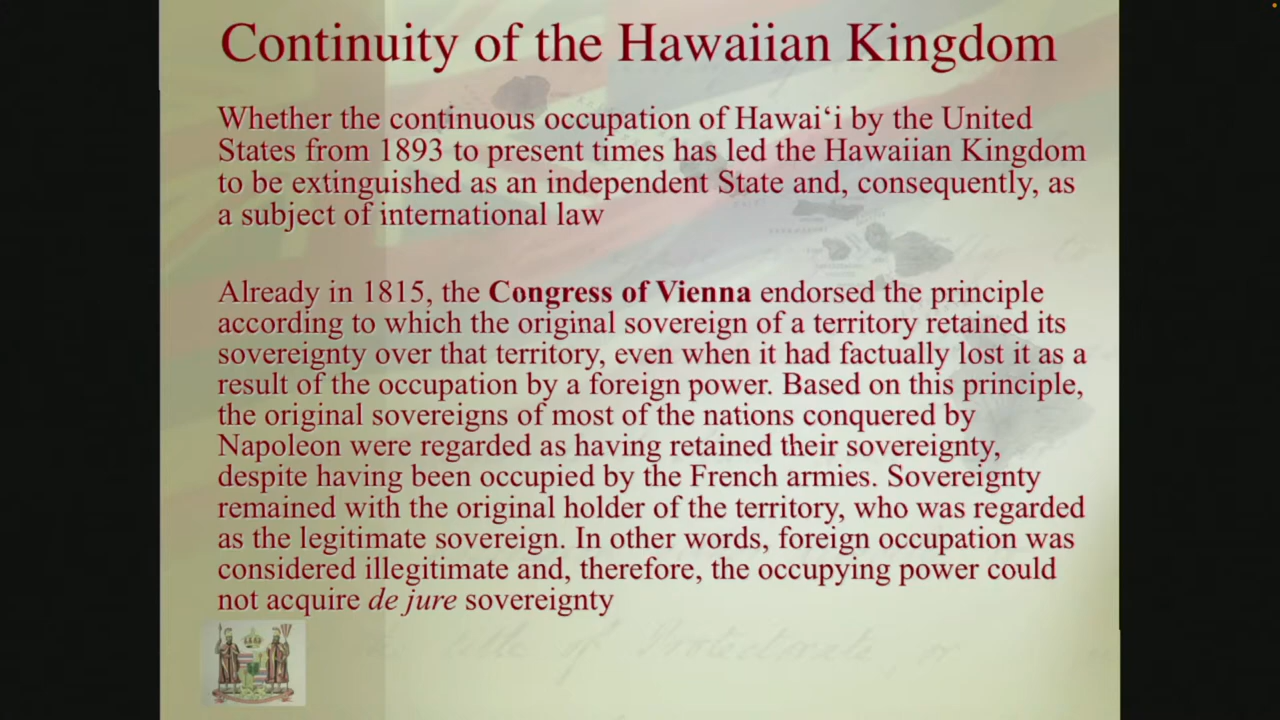 Continuity of the Hawaiian Kingdom
Whether the continuous occupation of Hawaiʻi by the United
States from 1893 to present times has led the Hawaiian Kingdom
to be extinguished as an independent State and, consequently, as
a subject of international law
Already in 1815, the Congress of Vienna endorsed the principle
according to which the original sovereign of a territory retained its
sovereignty over that territory, even when it had factually lost it as a
result of the occupation by a foreign power. Based on this principle,
the original sovereigns of most of the nations conquered by
Napoleon were regarded as having retained their sovereignty,
despite having been occupied by the French armies. Sovereignty
remained with the original holder of the territory, who was regarded
as the legitimate sovereign. In other words, foreign occupation was
considered illegitimate and, therefore, the occupying power could
not acquire de jure sovereignty
title of Protectorate, or